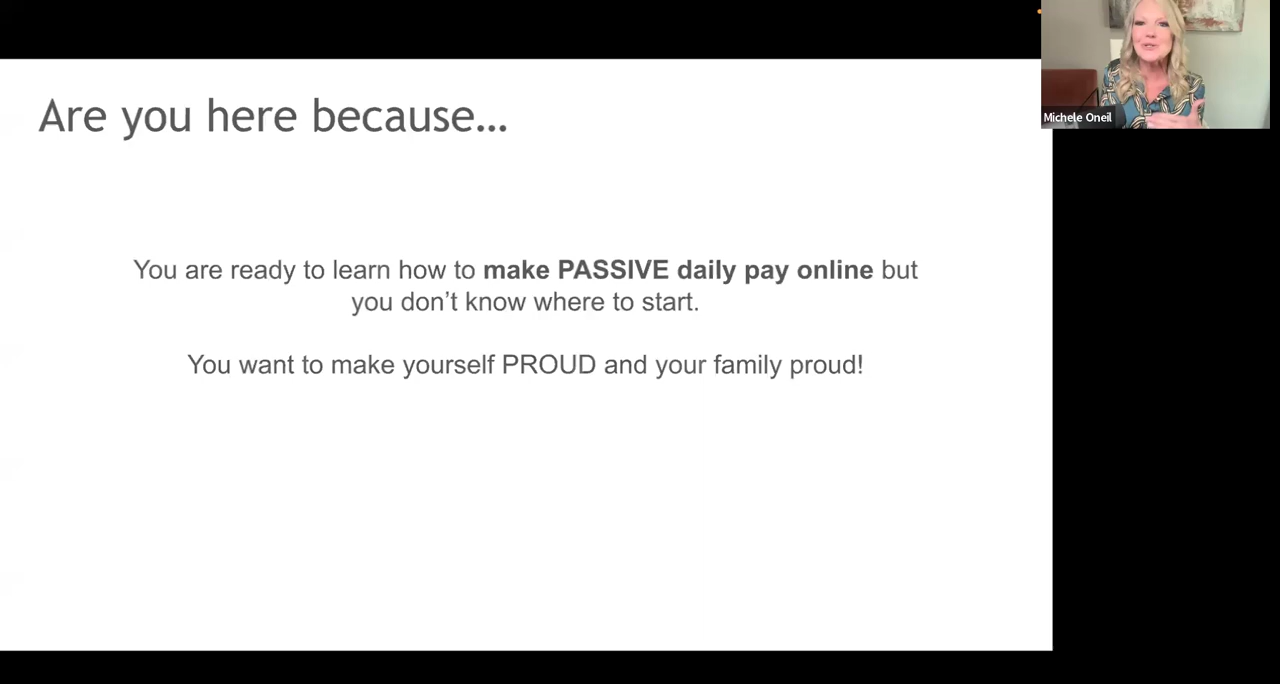 Are you here because…
You are ready to learn how to make PASSIVE daily pay online but
you don’t know where to start.
You want to make yourself PROUD and your family proud!
Michele Oneil